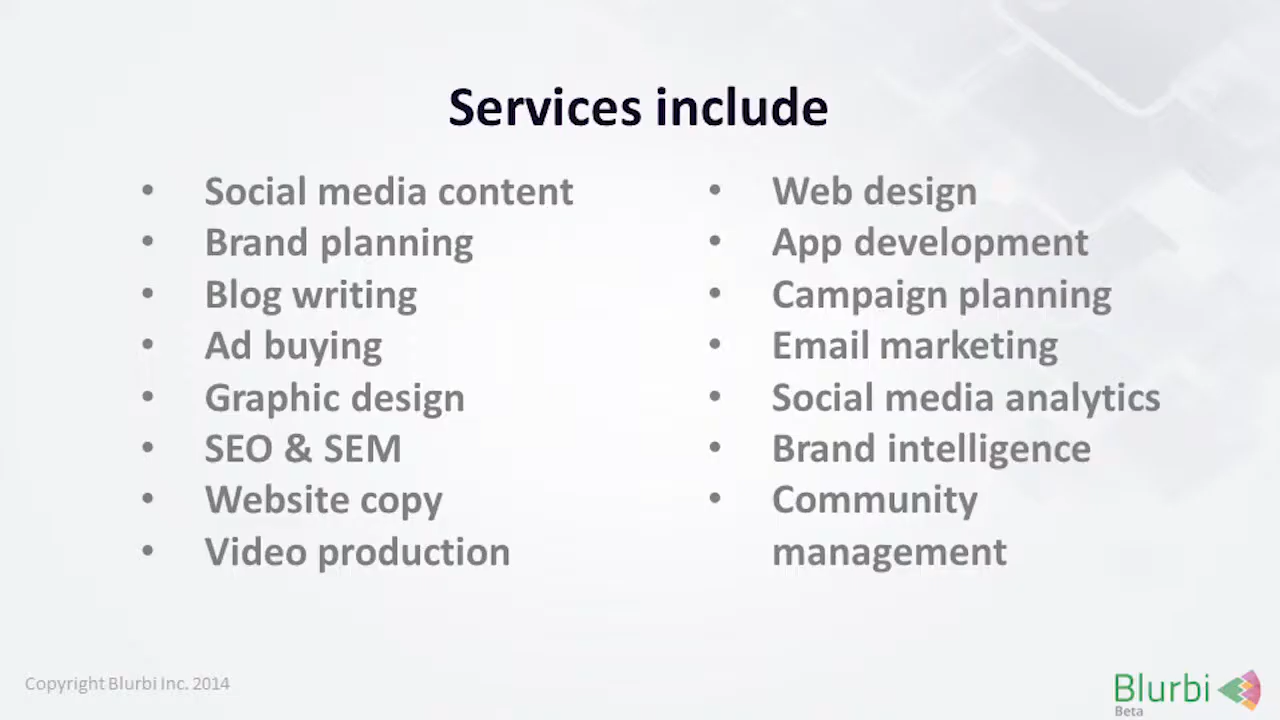 Services include
• Social media content
• Brand planning
• Blog writing
• Ad buying
• Graphic design
• SEO & SEM
• Website copy
• Video production
• Web design
• App development
• Campaign planning
• Email marketing
• Social media analytics
• Brand intelligence
• Community
management
Copyright Blurbi Inc. 2014
Blurbi
Beta